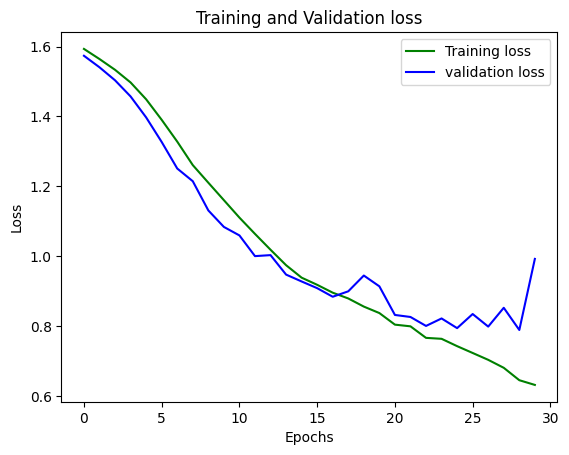 Training and Validation loss
Training loss
validation loss
1.6
1.4
1.2
1.0
0.8
0.6
Loss
0 5 10 15 20 25 30
Epochs